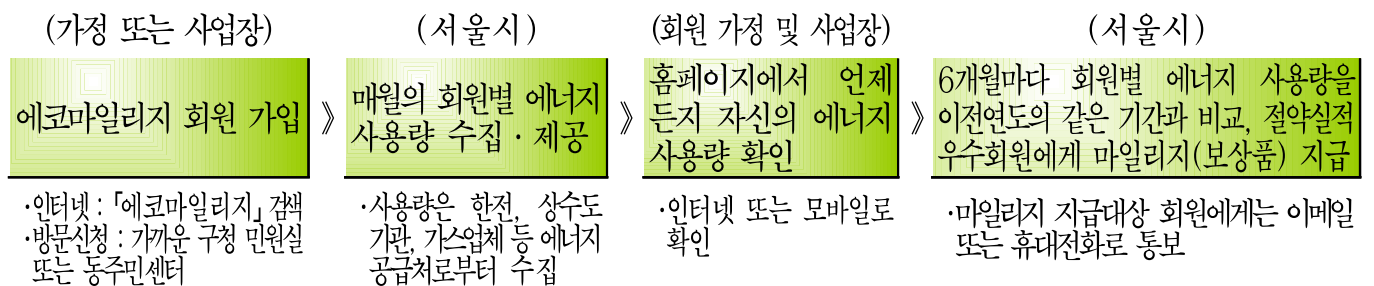 (가정 또는 사업장)
에코마일리지 회원 가입
·인터넷 : 「에코마일리지」 검색
·방문신청 : 가까운 구청 민원실
또는 동주민센터
》
(서울시)
매월의 회원별 에너지
사용량 수집 · 제공
·사용량은 한전, 상수도
기관, 가스업체 등 에너지
공급처로부터 수집
》
(회원 가정 및 사업장)
홈페이지에서 언제
든지 자신의 에너지
사용량 확인
·인터넷 또는 모바일로
확인
》
(서울시)
6개월마다 회원별 에너지 사용량을
이전연도의 같은 기간과 비교, 절약실적
우수회원에게 마일리지(보상품) 지급
·마일리지 지급대상 회원에게는 이메일
또는 휴대전화로 통보